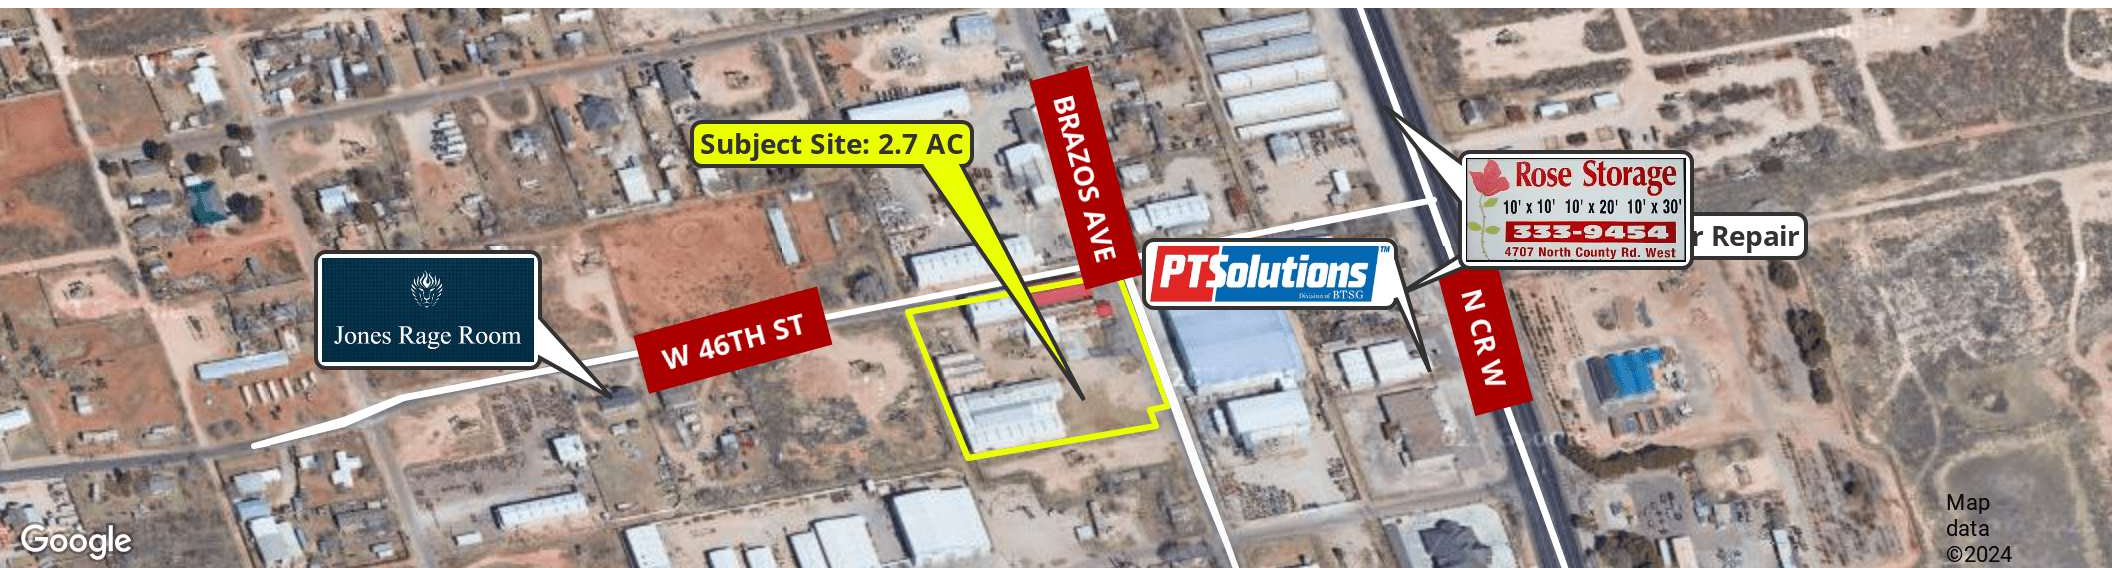 Subject Site: 2.7 AC
BRAZOS AVE
Rose Storage
10' x 10' 10' x 20' 10' x 30'
333-9454
4707 North County Rd. West
r Repair
PTSolutions™
Division of BTSG
Jones Rage Room
W 46TH ST
N CR W
Google
Map
data
©2024